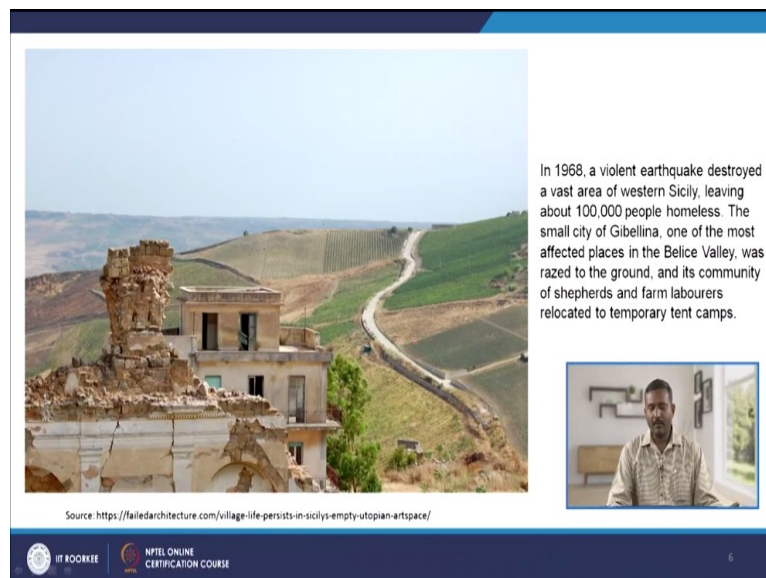 In 1968, a violent earthquake destroyed
a vast area of western Sicily, leaving
about 100,000 people homeless. The
small city of Gibellina, one of the most
affected places in the Belice Valley, was
razed to the ground, and its community
of shepherds and farm labourers
relocated to temporary tent camps.
Source: https://failedarchitecture.com/village-life-persists-in-sicilys-empty-utopian-artspace/
IIT ROORKEE
NPTEL ONLINE
CERTIFICATION COURSE
6